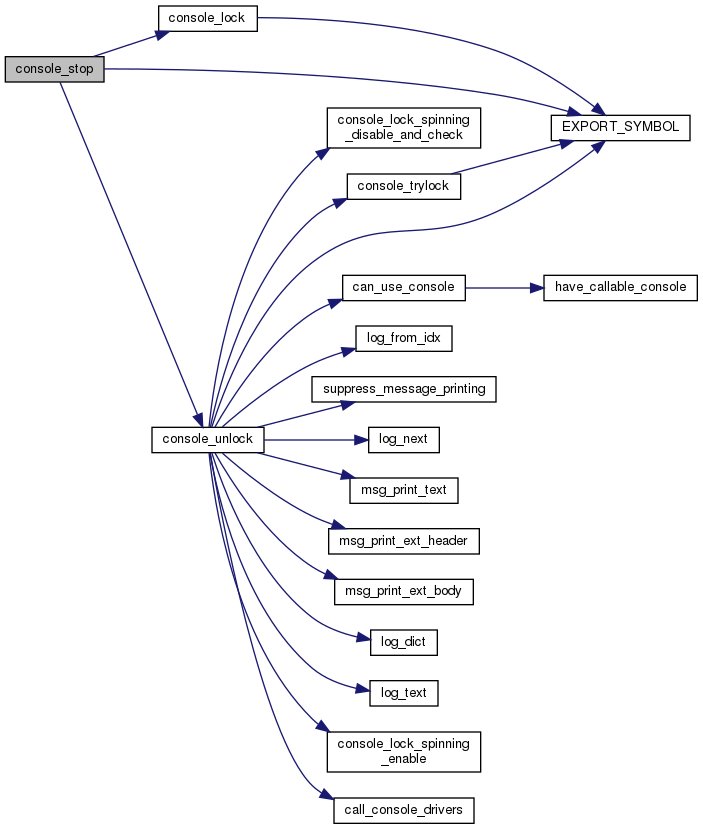 console_lock
console_stop
console_lock_spinning
_disable_and_check
EXPORT_SYMBOL
console_trylock
can_use_console
have_callable_console
log_from_idx
suppress_message_printing
console_unlock
log_next
msg_print_text
msg_print_ext_header
msg_print_ext_body
log_dict
log_text
console_lock_spinning
_enable
call_console_drivers